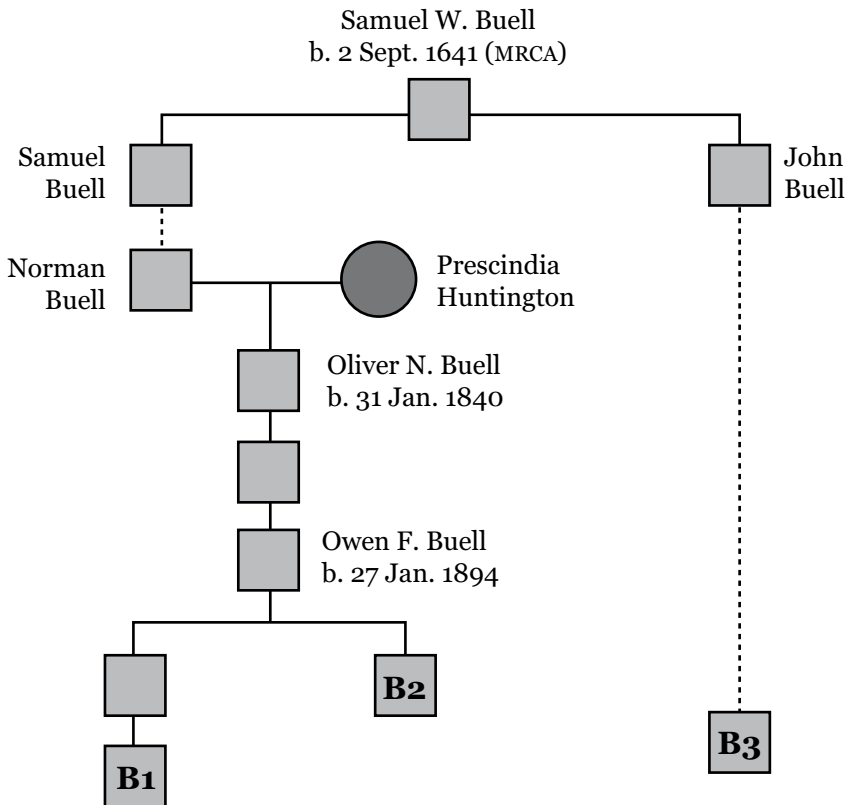 Samuel W. Buell
b. 2 Sept. 1641 (MRCA)
Samuel
Buell
John
Buell
Norman
Buell
Prescindia
Huntington
Oliver N. Buell
b. 31 Jan. 1840
Owen F. Buell
b. 27 Jan. 1894
B2
B3
B1